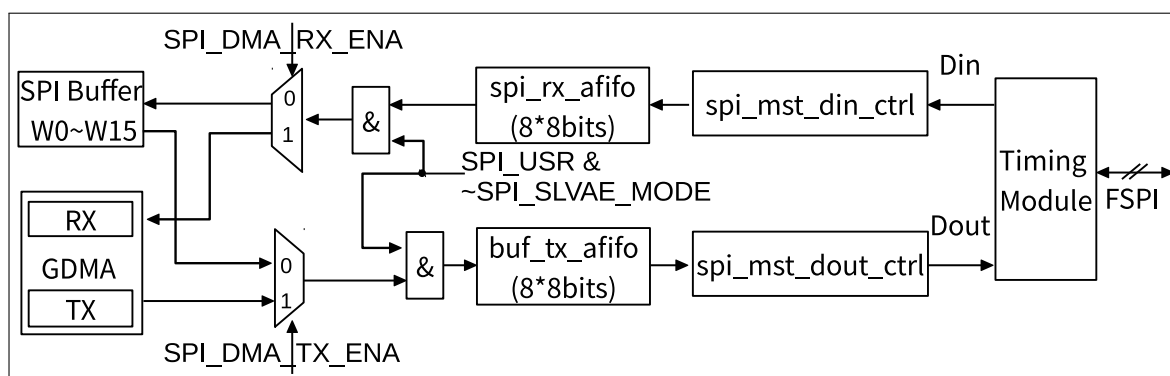 SPI_DMA_RX_ENA
SPI Buffer
W0~W15
0
1
&
spi_rx_afifo
(8*8bits)
spi_mst_din_ctrl
Din
Timing
Module
FSPI
SPI_USR &
~SPI_SLVAE_MODE
RX
GDMA
TX
0
1
&
buf_tx_afifo
(8*8bits)
spi_mst_dout_ctrl
Dout
SPI_DMA_TX_ENA